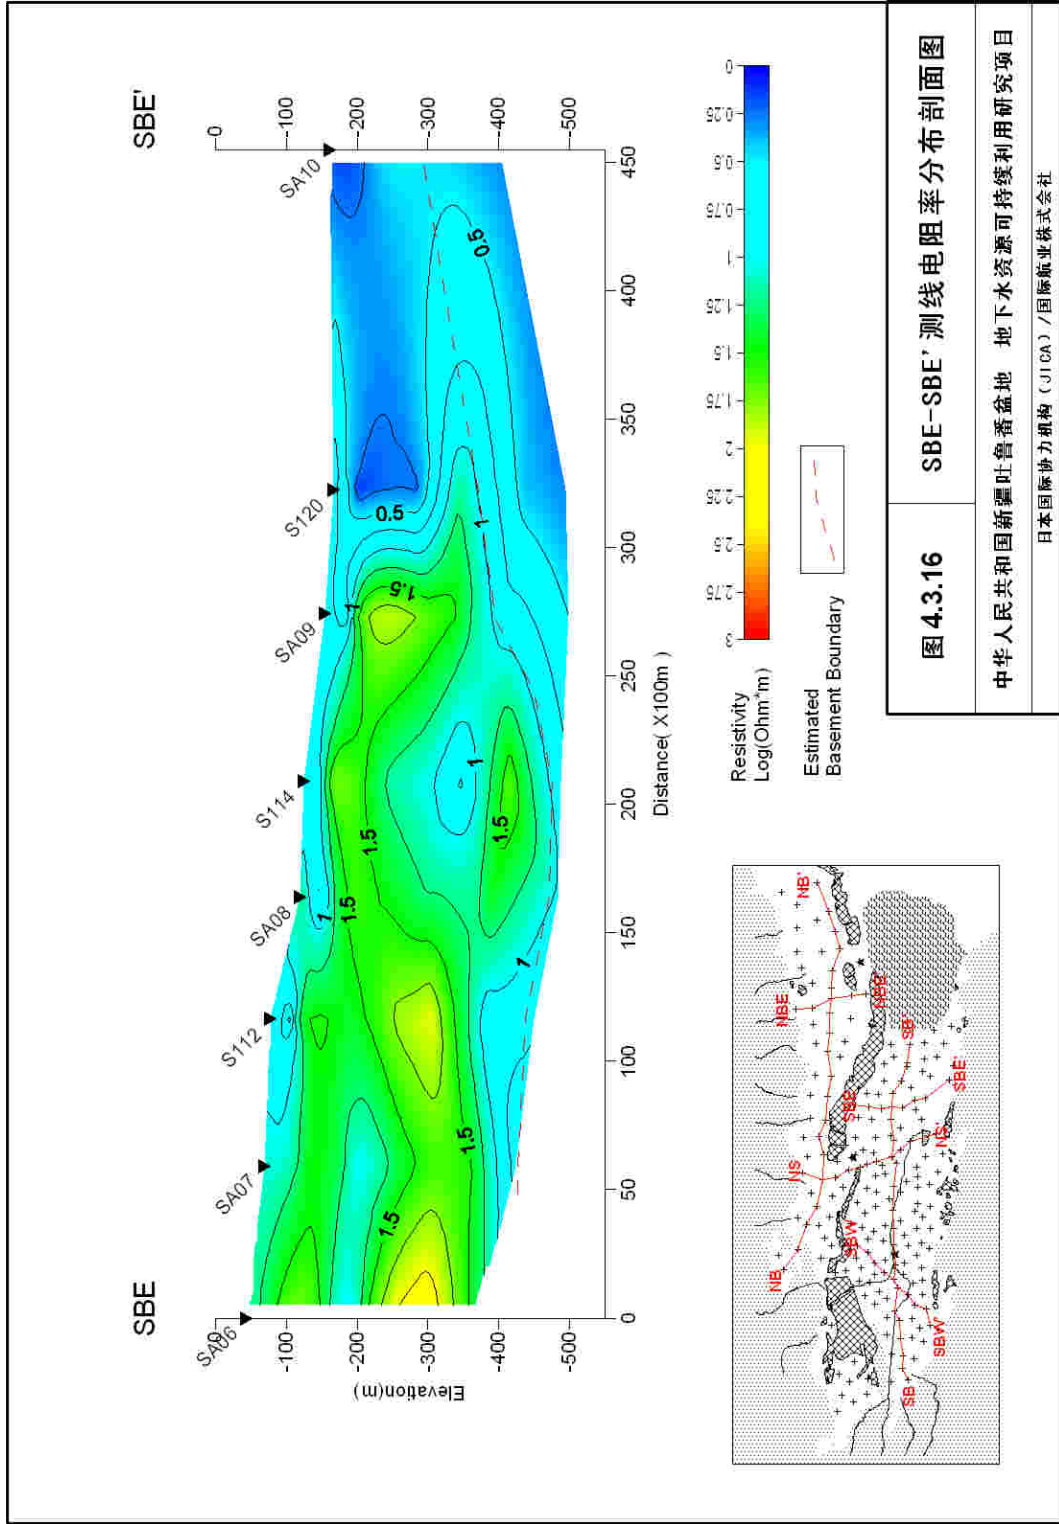 SBE
SBE'
SA06
SA07
S112
SA08
S114
SA09
S120
SA10
0
-100
-200
-300
-400
-500
Elevation(m)
0
-100
-200
-300
-400
-500
0
50
100
150
200
250
300
350
400
450
Distance( X100m )
1.5
1.5
1
1.5
1.5
1
1
1.5
1
1.5
1
0.5
1
0.5
Resistivity
Log(Ohm*m)
3
2.75
2.5
2.25
2
1.75
1.5
1.25
1
0.75
0.5
0.25
0
Estimated
Basement Boundary
NB
NS
NBE
NB'
SBW
SBE
NBE'
SB'
SB
SBW'
NS'
SBE'
图 4.3.16
SBE-SBE' 测线电阻率分布剖面图
中华人民共和国新疆吐鲁番盆地 地下水资源可持续利用研究项目
日本国际协力机构 (JICA) / 国际航业株式会社